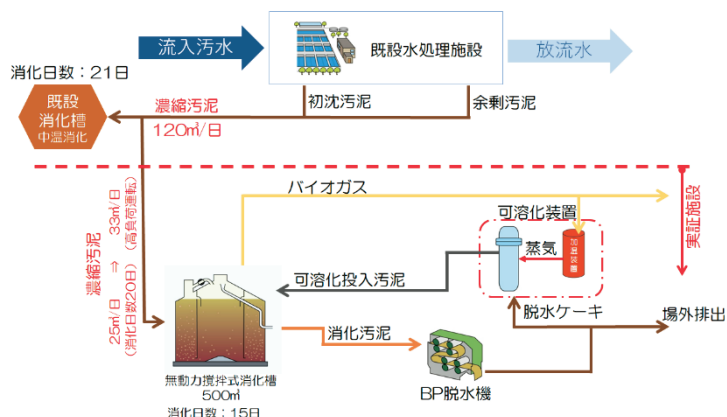 流入汚水
既設水処理施設
放流水
消化日数：21日
既設
消化槽
中温消化
濃縮汚泥
120㎥/日
初沈汚泥
余剰汚泥
バイオガス
実証施設
可溶化装置
蒸気
加温装置
濃縮汚泥
25㎥/日 ⇒ 33㎥/日
(消化日数20日) (高負荷運転)
可溶化投入汚泥
脱水ケーキ
場外排出
消化汚泥
BP脱水機
無動力撹拌式消化槽
500㎥
消化日数：15日